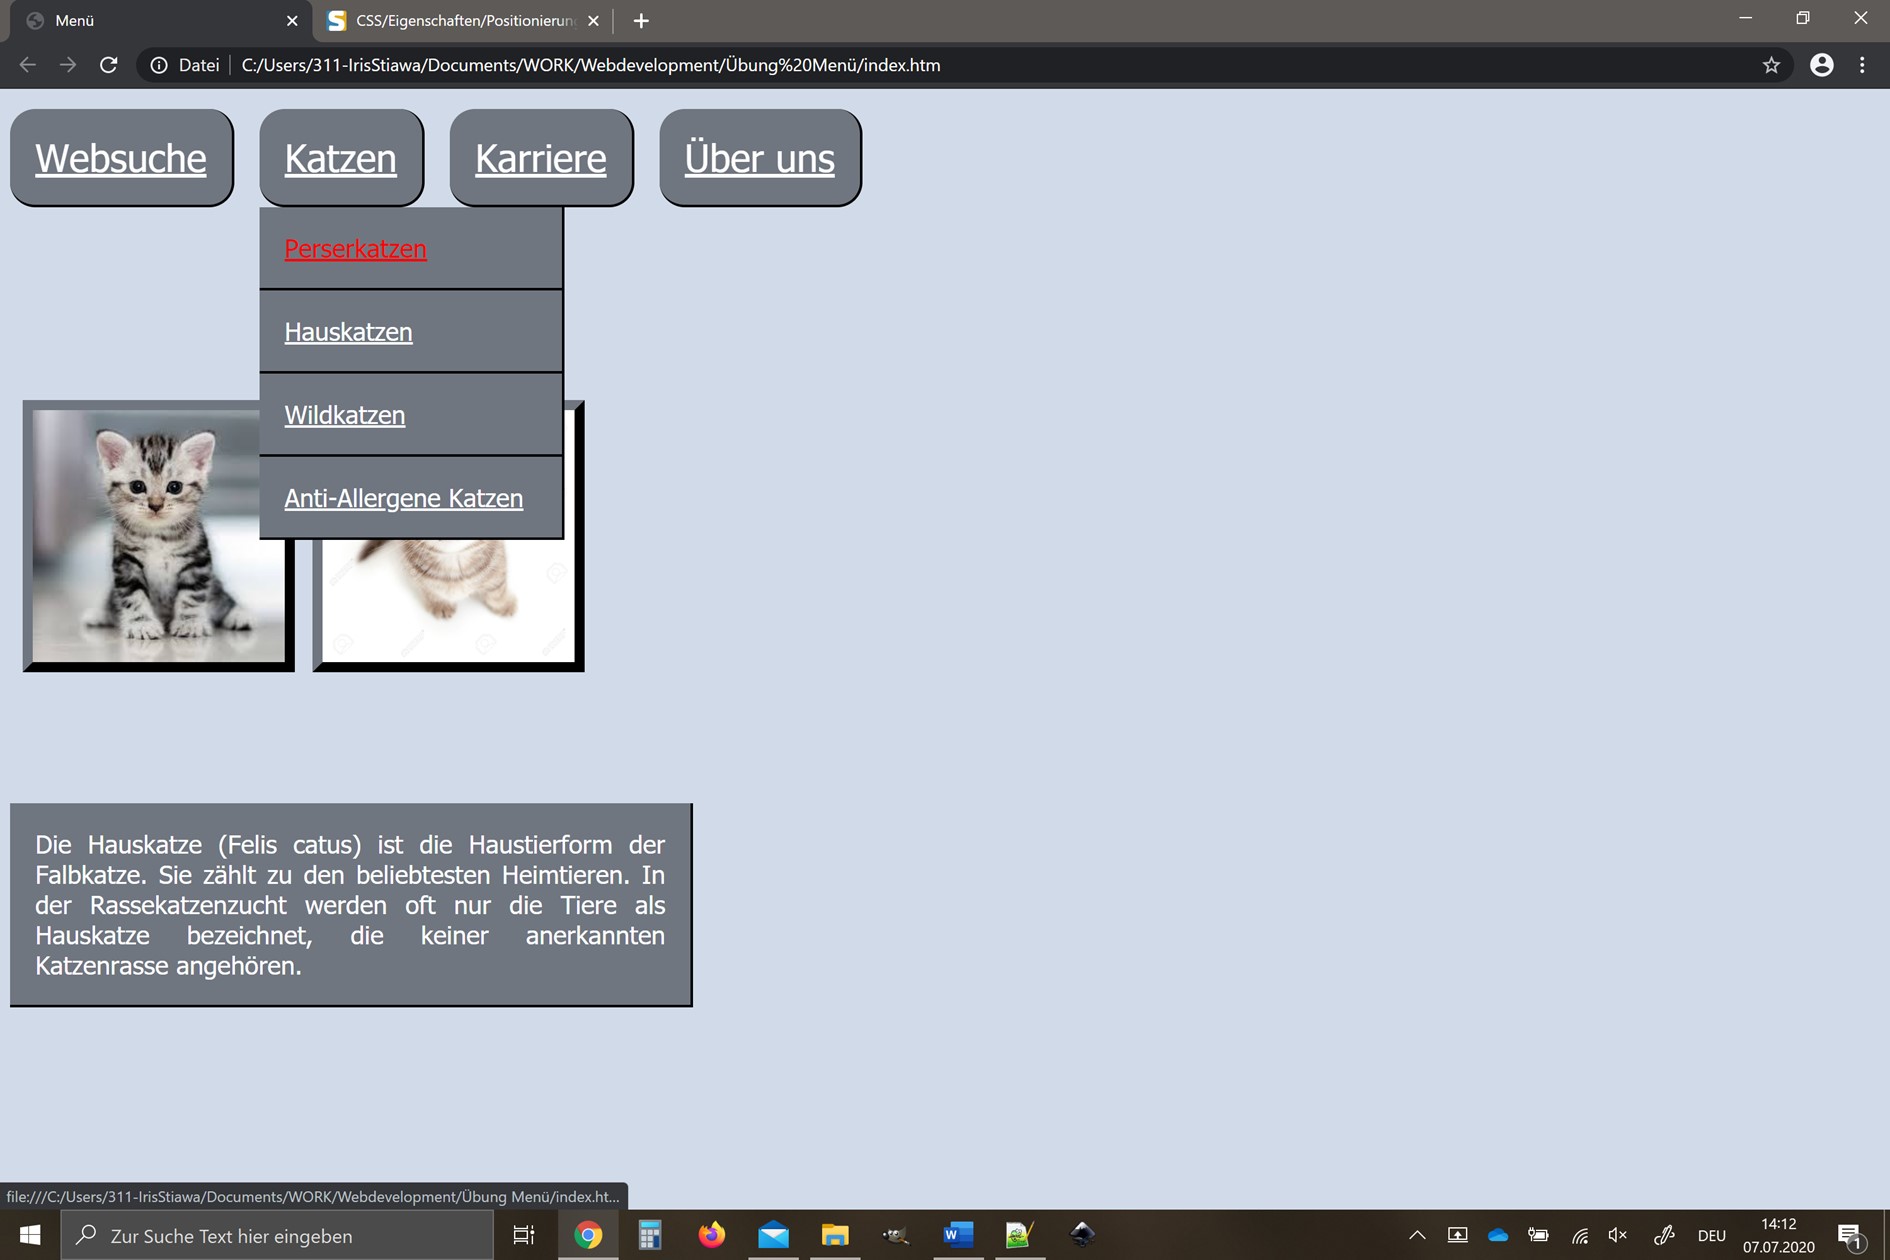 Menü
CSS/Eigenschaften/Positionierun
Datei
C:/Users/311-IrisStiawa/Documents/WORK/Webdevelopment/Übung%20Menü/index.htm
Websuche Katzen Karriere Über uns
Perserkatzen
Hauskatzen
Wildkatzen
Anti-Allergene Katzen
Die Hauskatze (Felis catus) ist die Haustierform der
Falbkatze. Sie zählt zu den beliebtesten Heimtieren. In
der Rassekatzenzucht werden oft nur die Tiere als
Hauskatze bezeichnet, die keiner anerkannten
Katzenrasse angehören.
file:///C:/Users/311-IrisStiawa/Documents/WORK/Webdevelopment/Übung Menü/index.ht...
Zur Suche Text hier eingeben
DEU
14:12
07.07.2020
1